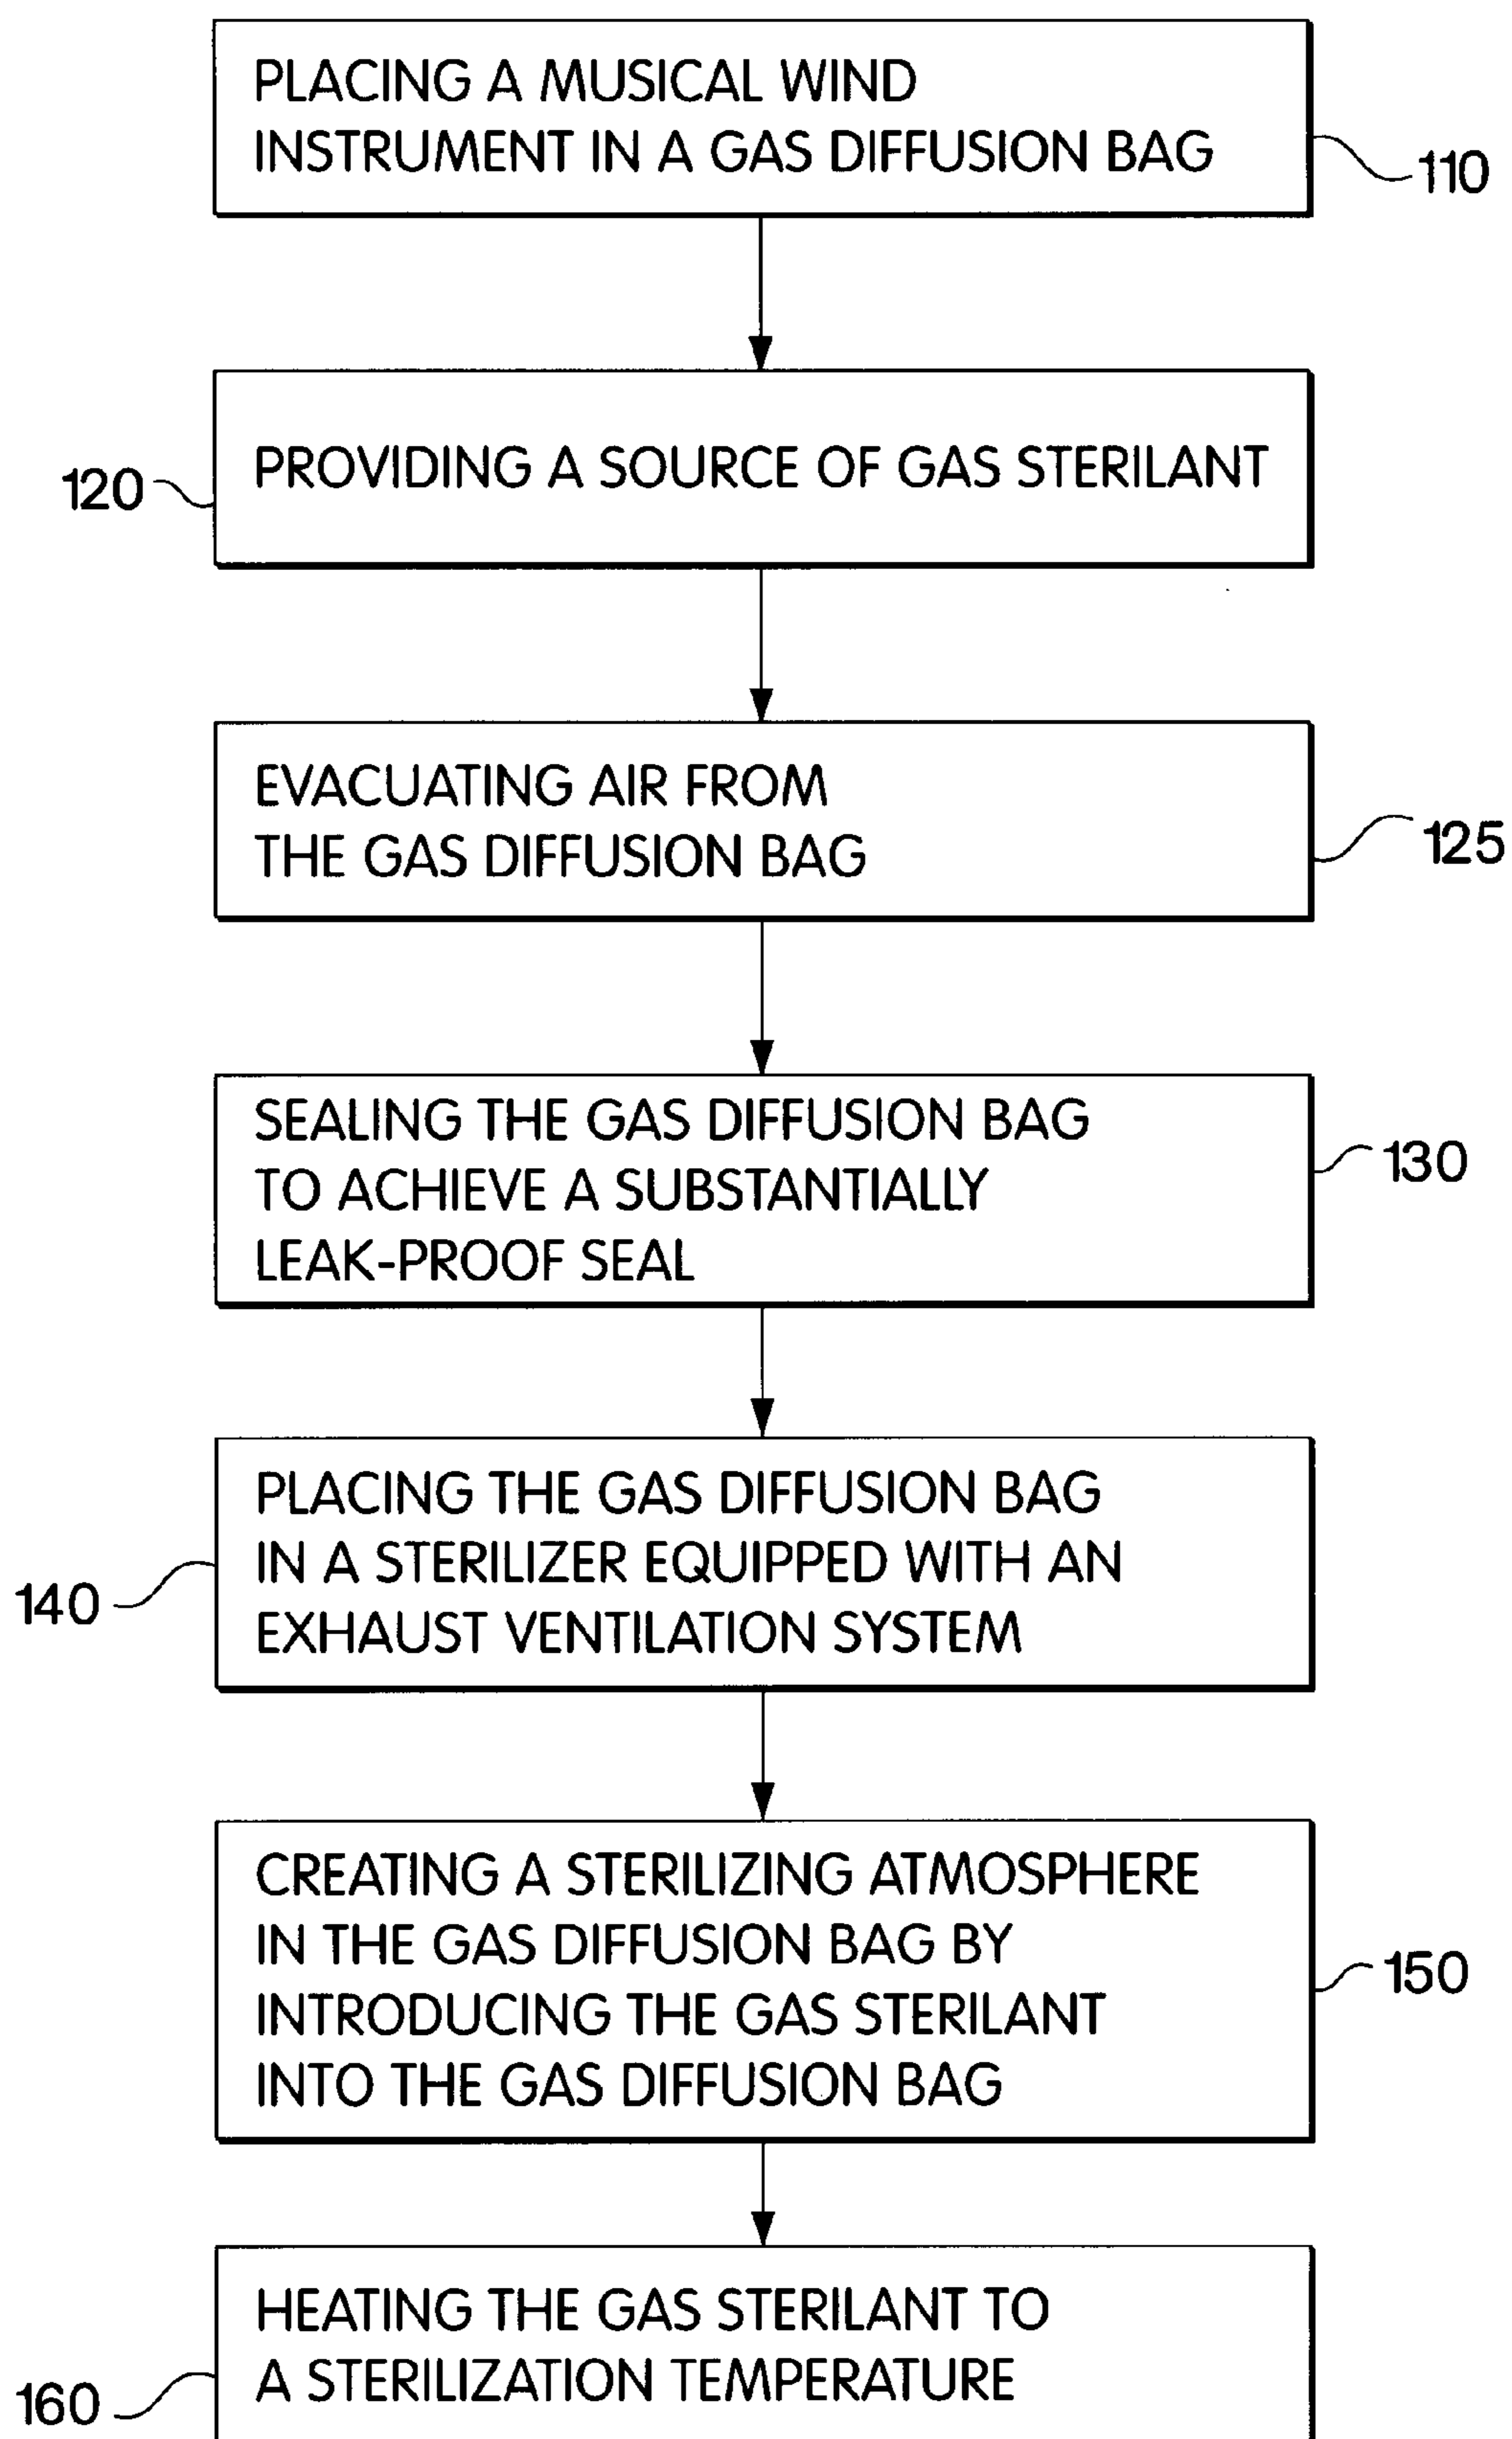 PLACING A MUSICAL WIND
INSTRUMENT IN A GAS DIFFUSION BAG
110
PROVIDING A SOURCE OF GAS STERILANT
120
EVACUATING AIR FROM
THE GAS DIFFUSION BAG
125
SEALING THE GAS DIFFUSION BAG
TO ACHIEVE A SUBSTANTIALLY
LEAK-PROOF SEAL
130
PLACING THE GAS DIFFUSION BAG
IN A STERILIZER EQUIPPED WITH AN
EXHAUST VENTILATION SYSTEM
140
CREATING A STERILIZING ATMOSPHERE
IN THE GAS DIFFUSION BAG BY
INTRODUCING THE GAS STERILANT
INTO THE GAS DIFFUSION BAG
150
HEATING THE GAS STERILANT TO
A STERILIZATION TEMPERATURE
160